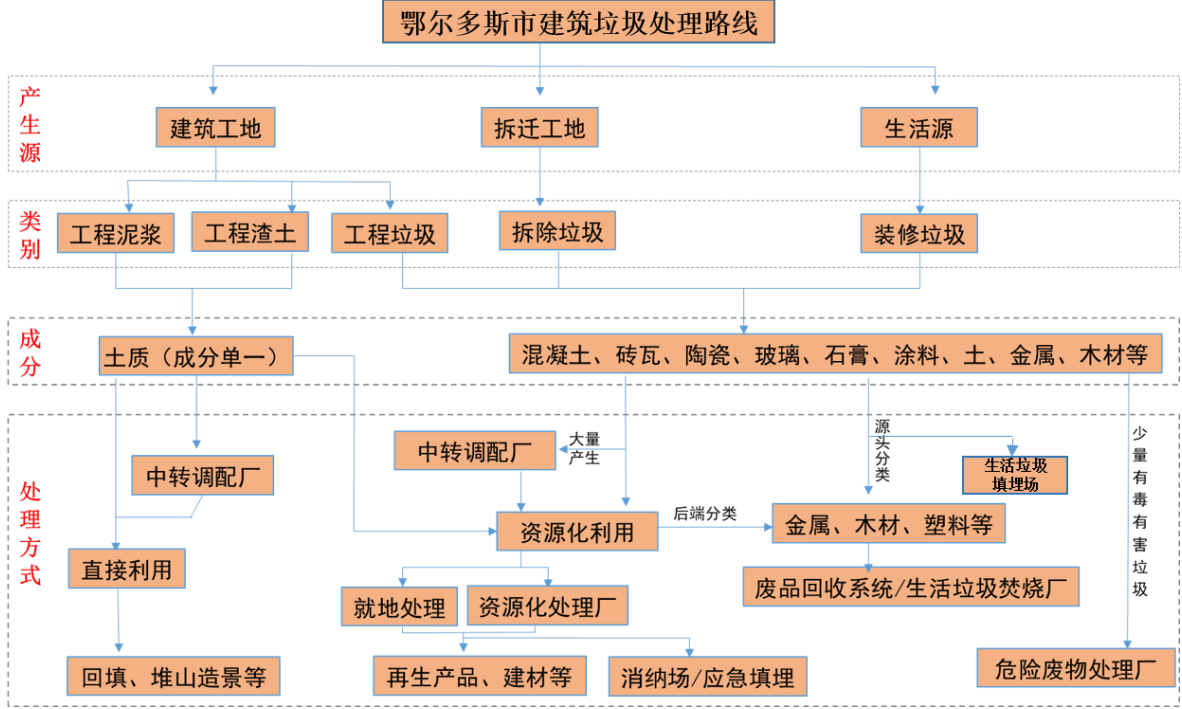 鄂尔多斯市建筑垃圾处理路线
产生源
建筑工地
拆迁工地
生活源
类别
工程泥浆
工程渣土
工程垃圾
拆除垃圾
装修垃圾
成分
土质（成分单一）
混凝土、砖瓦、陶瓷、玻璃、石膏、涂料、土、金属、木材等
处理方式
中转调配厂
中转调配厂
大量
产生
源头分类
生活垃圾
填埋场
少量有毒有害垃圾
直接利用
资源化利用
后端分类
金属、木材、塑料等
就地处理
资源化处理厂
废品回收系统/生活垃圾焚烧厂
回填、堆山造景等
再生产品、建材等
消纳场/应急填埋
危险废物处理厂